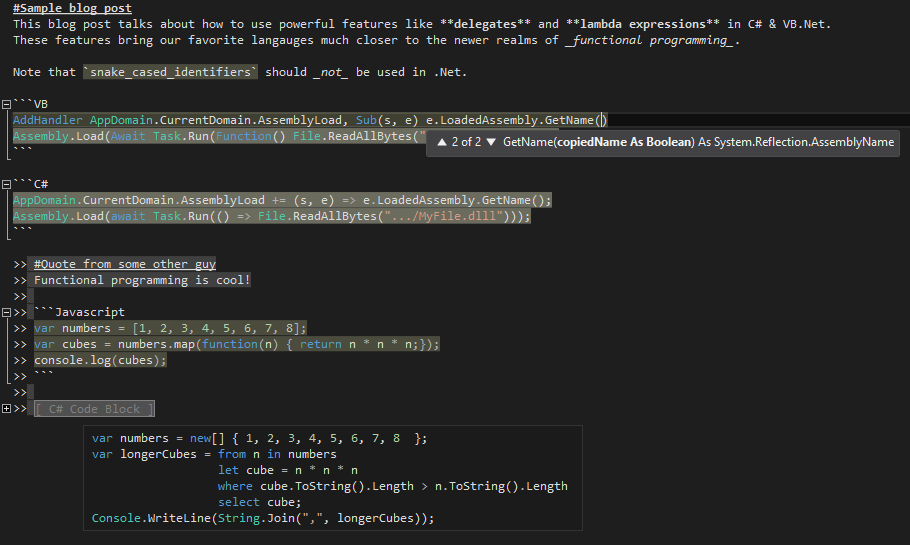 #Sample blog post
This blog post talks about how to use powerful features like **delegates** and **lambda expressions** in C# & VB.Net.
These features bring our favorite langauges much closer to the newer realms of _functional programming_.
Note that `snake_cased_identifiers` should _not_ be used in .Net.
```VB
AddHandler AppDomain.CurrentDomain.AssemblyLoad, Sub(s, e) e.LoadedAssembly.GetName()
Assembly.Load(Await Task.Run(Function() File.ReadAllBytes("
▲ 2 of 2 ▼ GetName(copiedName As Boolean) As System.Reflection.AssemblyName
```
```C#
AppDomain.CurrentDomain.AssemblyLoad += (s, e) => e.LoadedAssembly.GetName();
Assembly.Load(await Task.Run(() => File.ReadAllBytes(".../MyFile.dlll")));
```
>> #Quote from some other guy
>> Functional programming is cool!
>>
>> ```Javascript
>> var numbers = [1, 2, 3, 4, 5, 6, 7, 8];
>> var cubes = numbers.map(function(n) { return n * n * n;});
>> console.log(cubes);
>> ```
>>
>> [ C# Code Block ]
var numbers = new[] { 1, 2, 3, 4, 5, 6, 7, 8  };
var longerCubes = from n in numbers
let cube = n * n * n
where cube.ToString().Length > n.ToString().Length
select cube;
Console.WriteLine(String.Join(",", longerCubes));